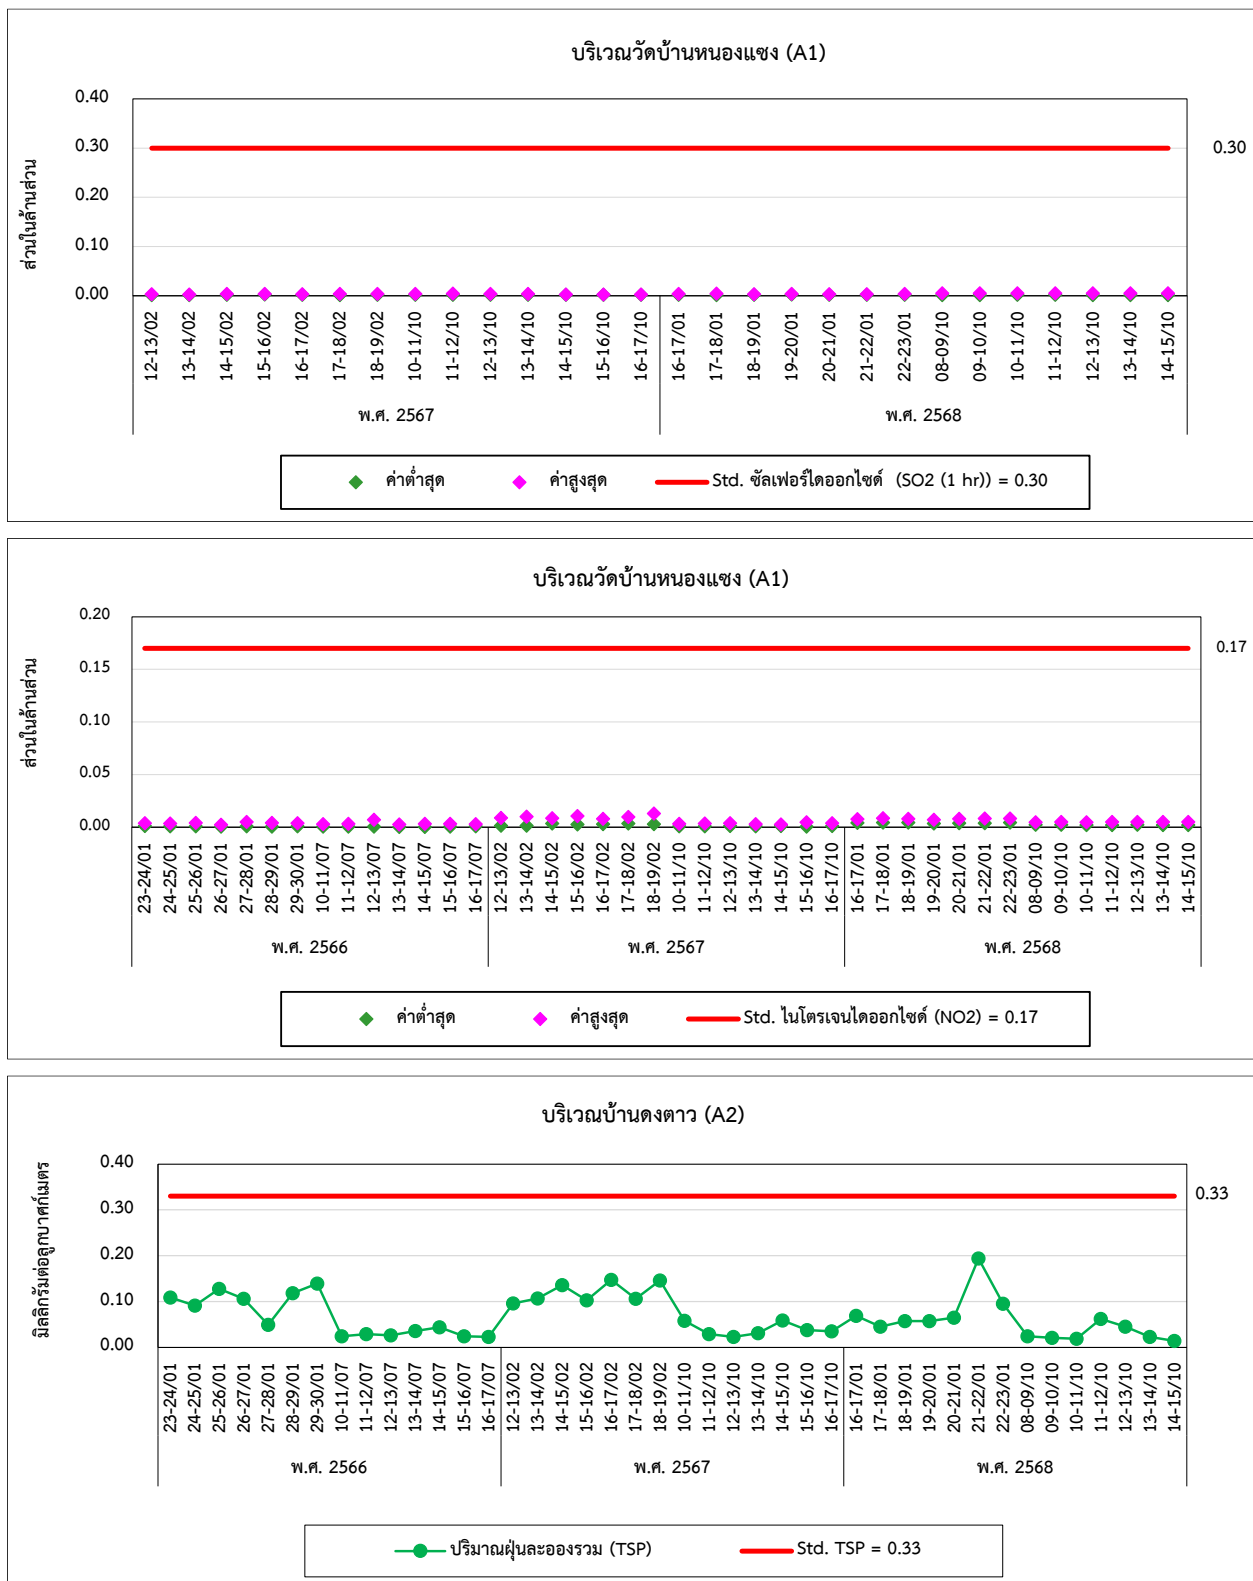 บริเวณวัดบ้านหนองแซง (A1)
ส่วนในล้านส่วน
0.40
0.30
0.20
0.10
0.00
0.30
12-13/02 13-14/02 14-15/02 15-16/02 16-17/02 17-18/02 18-19/02 10-11/10 11-12/10 12-13/10 13-14/10 14-15/10 15-16/10 16-17/10 16-17/01 17-18/01 18-19/01 19-20/01 20-21/01 21-22/01 22-23/01 08-09/10 09-10/10 10-11/10 11-12/10 12-13/10 13-14/10 14-15/10
พ.ศ. 2567 พ.ศ. 2568
ค่าต่ำสุด ค่าสูงสุด Std. ซัลเฟอร์ไดออกไซด์ (SO2 (1 hr)) = 0.30
บริเวณวัดบ้านหนองแซง (A1)
ส่วนในล้านส่วน
0.20
0.15
0.10
0.05
0.00
0.17
23-24/01 24-25/01 25-26/01 26-27/01 27-28/01 28-29/01 29-30/01 10-11/07 11-12/07 12-13/07 13-14/07 14-15/07 15-16/07 16-17/07 12-13/02 13-14/02 14-15/02 15-16/02 16-17/02 17-18/02 18-19/02 10-11/10 11-12/10 12-13/10 13-14/10 14-15/10 15-16/10 16-17/10 16-17/01 17-18/01 18-19/01 19-20/01 20-21/01 21-22/01 22-23/01 08-09/10 09-10/10 10-11/10 11-12/10 12-13/10 13-14/10 14-15/10
พ.ศ. 2566 พ.ศ. 2567 พ.ศ. 2568
ค่าต่ำสุด ค่าสูงสุด Std. ไนโตรเจนไดออกไซด์ (NO2) = 0.17
บริเวณบ้านดงตาว (A2)
มิลลิกรัมต่อลูกบาศก์เมตร
0.40
0.30
0.20
0.10
0.00
0.33
23-24/01 24-25/01 25-26/01 26-27/01 27-28/01 28-29/01 29-30/01 10-11/07 11-12/07 12-13/07 13-14/07 14-15/07 15-16/07 16-17/07 12-13/02 13-14/02 14-15/02 15-16/02 16-17/02 17-18/02 18-19/02 10-11/10 11-12/10 12-13/10 13-14/10 14-15/10 15-16/10 16-17/10 16-17/01 17-18/01 18-19/01 19-20/01 20-21/01 21-22/01 22-23/01 08-09/10 09-10/10 10-11/10 11-12/10 12-13/10 13-14/10 14-15/10
พ.ศ. 2566 พ.ศ. 2567 พ.ศ. 2568
ปริมาณฝุ่นละอองรวม (TSP) Std. TSP = 0.33